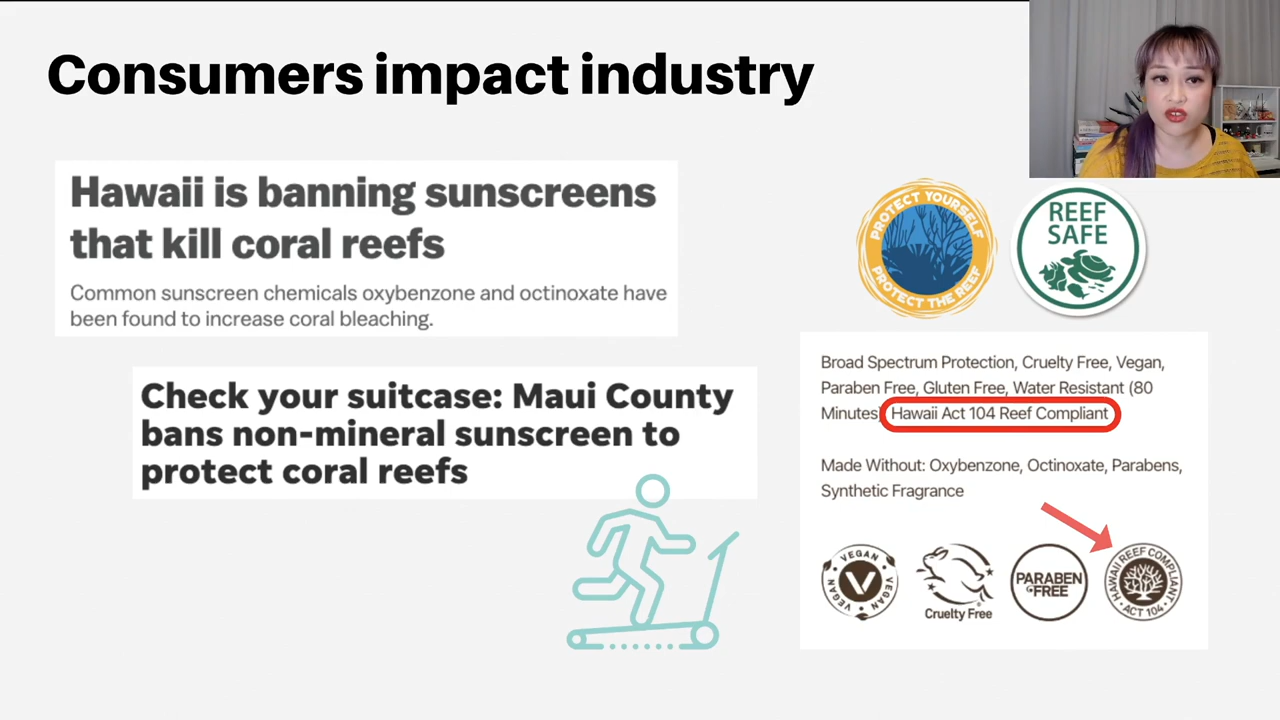 Consumers impact industry
Hawaii is banning sunscreens
that kill coral reefs
Common sunscreen chemicals oxybenzone and octinoxate have
been found to increase coral bleaching.
Check your suitcase: Maui County
bans non-mineral sunscreen to
protect coral reefs
PROTECT YOURSELF
PROTECT THE REEF
REEF
SAFE
Broad Spectrum Protection, Cruelty Free, Vegan,
Paraben Free, Gluten Free, Water Resistant (80
Minutes) Hawaii Act 104 Reef Compliant
Made Without: Oxybenzone, Octinoxate, Parabens,
Synthetic Fragrance
VEGAN
V
VEGAN
VEGAN
Cruelty Free
PARABEN
FREE
HAWAII REEF COMPLIANT
ACT 104